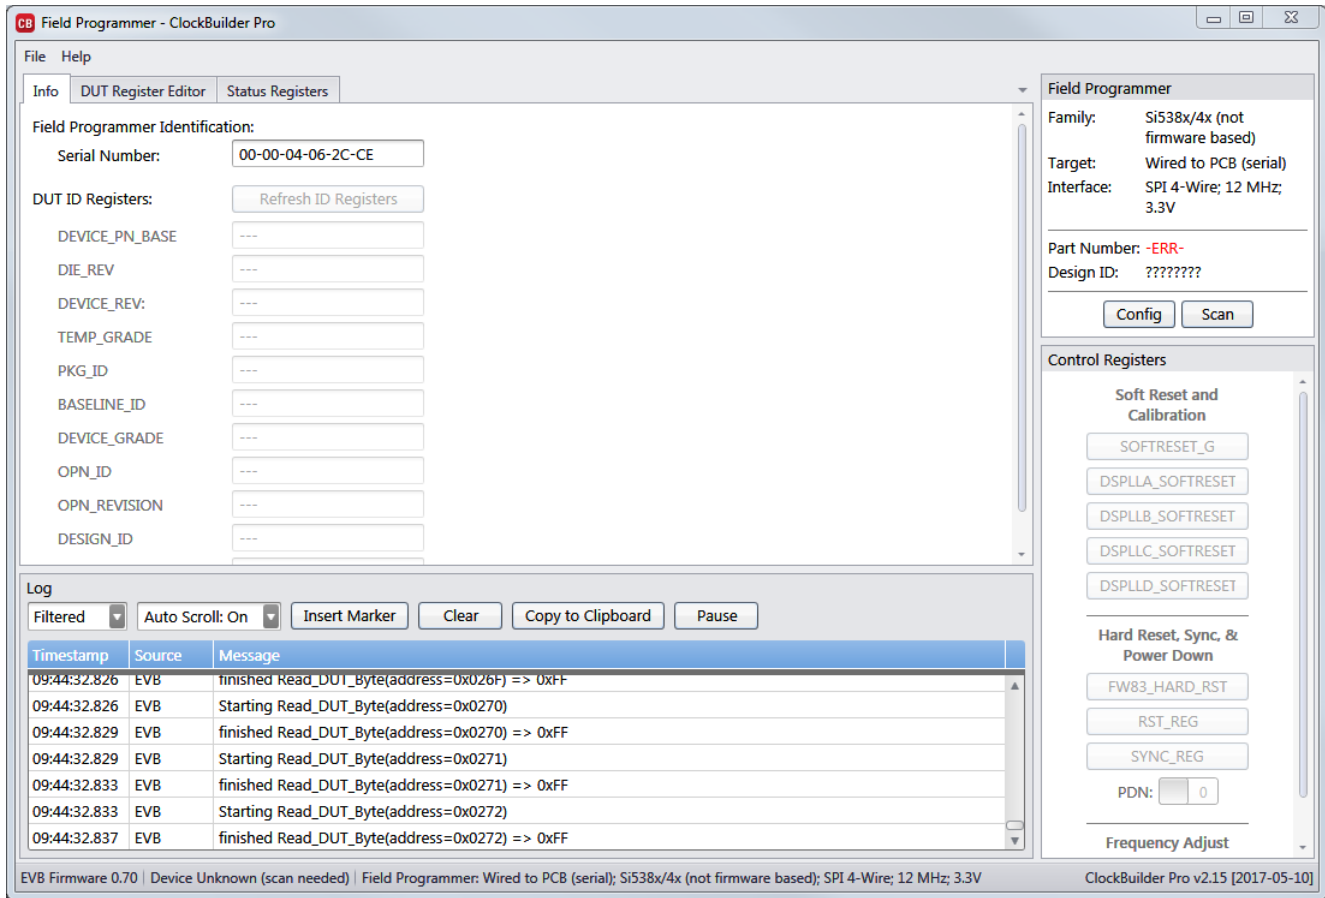 CB Field Programmer - ClockBuilder Pro
File Help
Info DUT Register Editor Status Registers
Field Programmer Identification:
Serial Number: 00-00-04-06-2C-CE
DUT ID Registers: Refresh ID Registers
DEVICE_PN_BASE ---
DIE_REV ---
DEVICE_REV: ---
TEMP_GRADE ---
PKG_ID ---
BASELINE_ID ---
DEVICE_GRADE ---
OPN_ID ---
OPN_REVISION ---
DESIGN_ID ---
Field Programmer
Family: Si538x/4x (not
firmware based)
Target: Wired to PCB (serial)
Interface: SPI 4-Wire; 12 MHz;
3.3V
Part Number: -ERR-
Design ID: ????????
Config Scan
Control Registers
Soft Reset and
Calibration
SOFTRESET_G
DSPLLA_SOFTRESET
DSPLLB_SOFTRESET
DSPLLC_SOFTRESET
DSPLLD_SOFTRESET
Hard Reset, Sync, &
Power Down
FW83_HARD_RST
RST_REG
SYNC_REG
PDN: 0
Frequency Adjust
Log
Filtered Auto Scroll: On Insert Marker Clear Copy to Clipboard Pause
Timestamp Source Message
09:44:32.826 EVB finished Read_DUT_Byte(address=0x026F) => 0xFF
09:44:32.826 EVB Starting Read_DUT_Byte(address=0x0270)
09:44:32.829 EVB finished Read_DUT_Byte(address=0x0270) => 0xFF
09:44:32.829 EVB Starting Read_DUT_Byte(address=0x0271)
09:44:32.833 EVB finished Read_DUT_Byte(address=0x0271) => 0xFF
09:44:32.833 EVB Starting Read_DUT_Byte(address=0x0272)
09:44:32.837 EVB finished Read_DUT_Byte(address=0x0272) => 0xFF
EVB Firmware 0.70 Device Unknown (scan needed) Field Programmer: Wired to PCB (serial); Si538x/4x (not firmware based); SPI 4-Wire; 12 MHz; 3.3V ClockBuilder Pro v2.15 [2017-05-10]